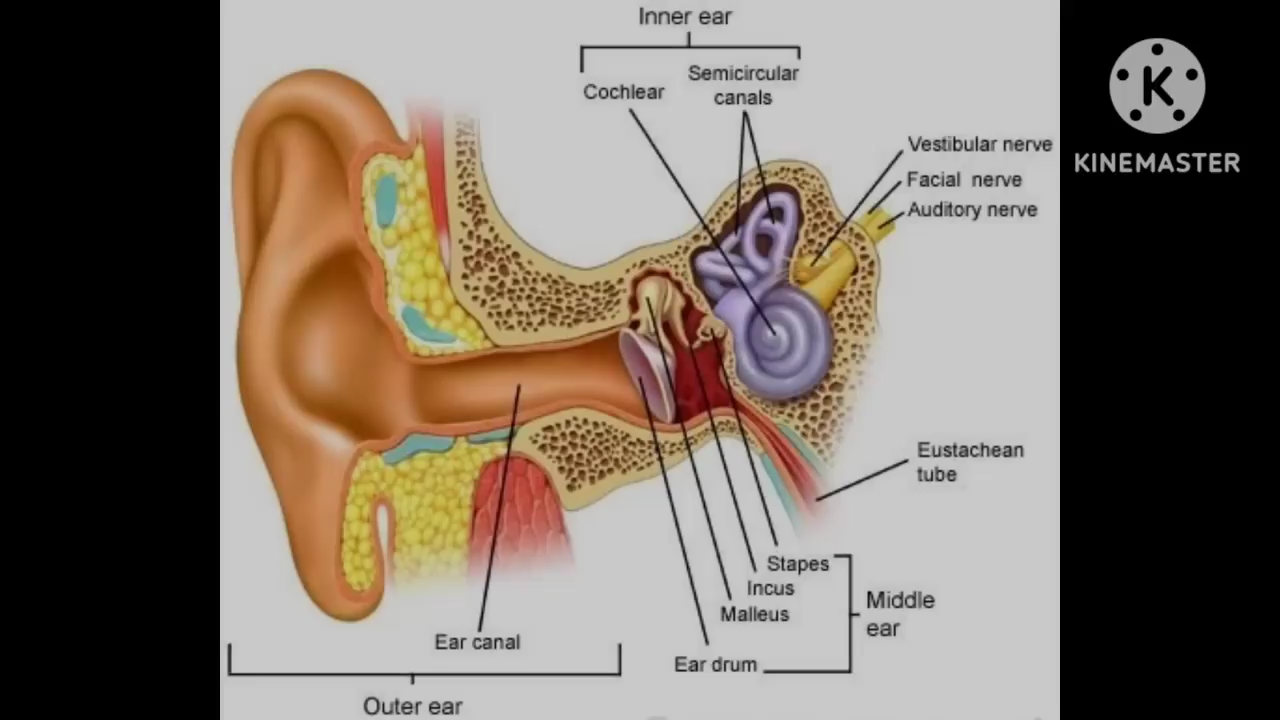 Inner ear
Cochlear
Semicircular
canals
Vestibular nerve
Facial nerve
Auditory nerve
K
KINEMASTER
Eustachean
tube
Stapes
Incus
Malleus
Ear drum
Middle
ear
Ear canal
Outer ear